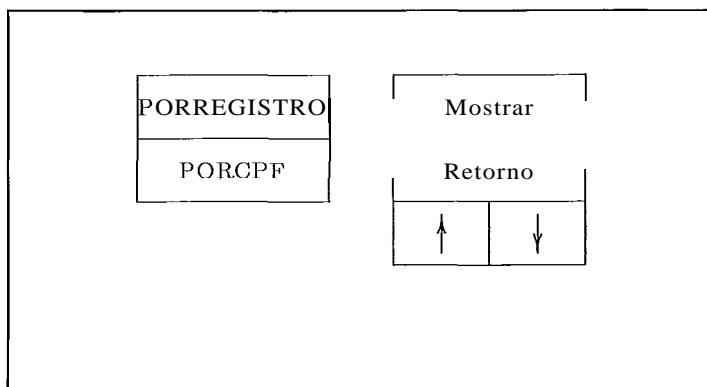 PORREGISTRO
PORCPF
Mostrar
Retorno
↑ ↓